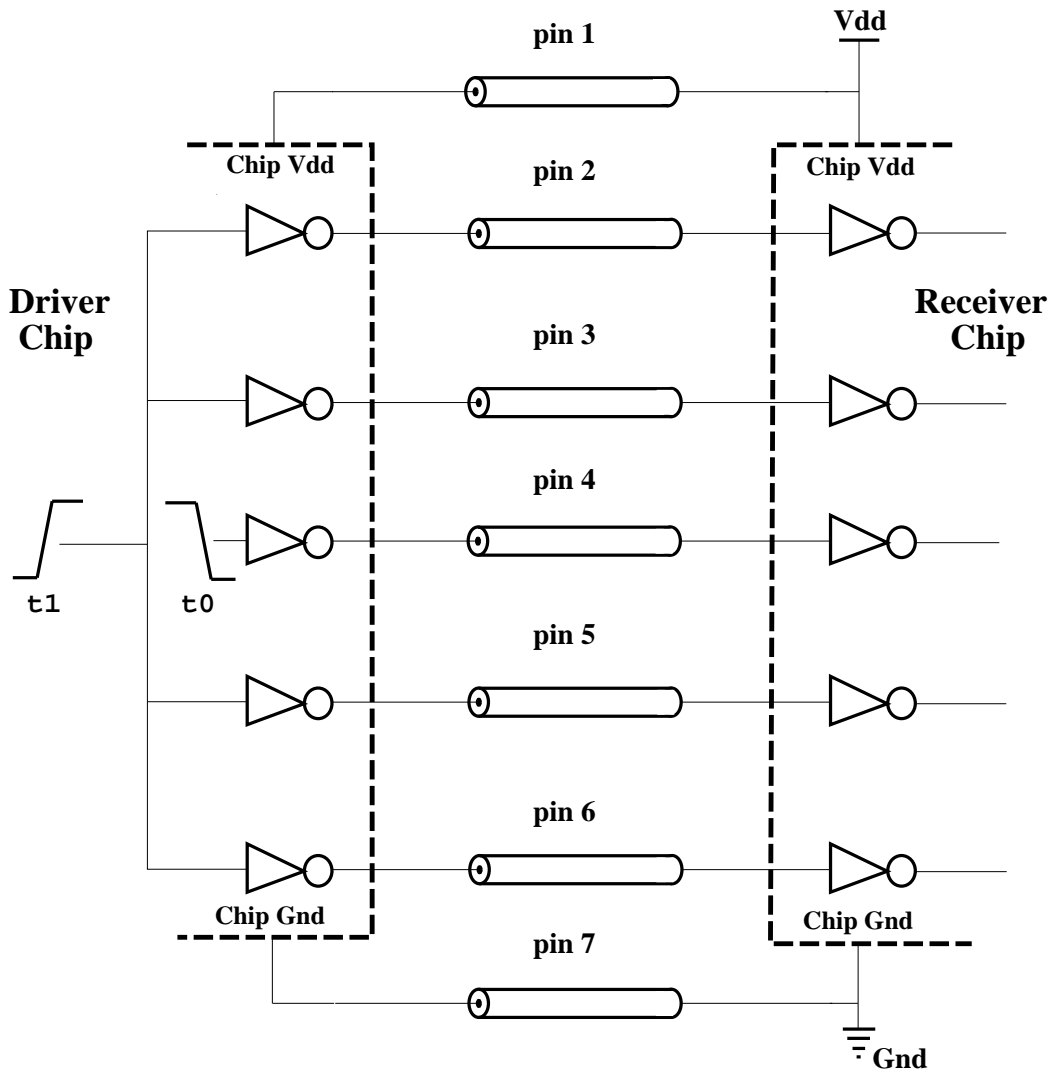 pin 1
Vdd
Chip Vdd
Chip Vdd
pin 2
Driver
Chip
Receiver
Chip
pin 3
pin 4
t1
t0
pin 5
pin 6
Chip Gnd
Chip Gnd
pin 7
Gnd